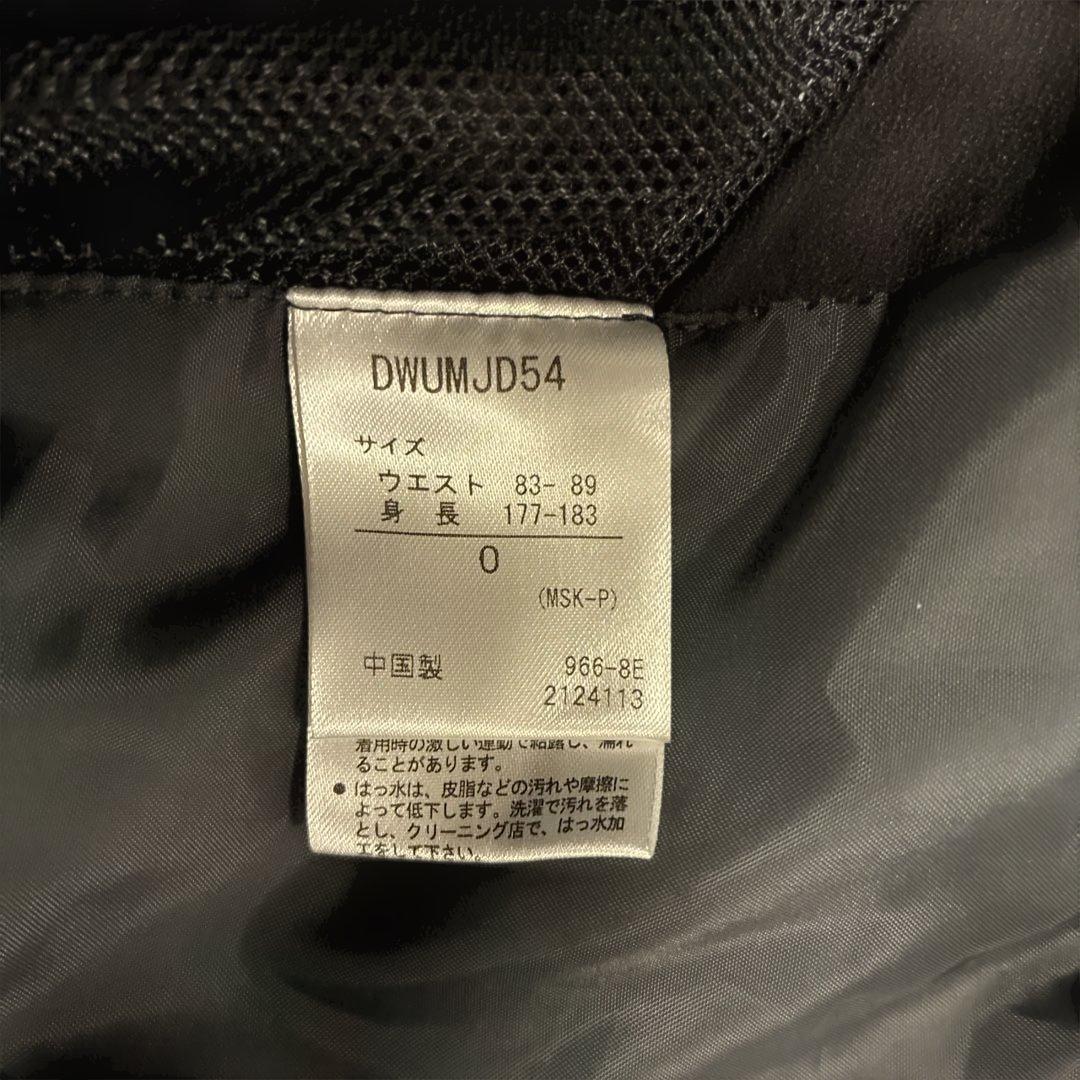 DWUMJD54
サイズ
ウエスト 83- 89
身 長 177-183
O
(MSK-P)
中国製 966-8E
2124113
着用時の激しい運動で結露し、濡れ
ることがあります。
● はっ水は、皮脂などの汚れや摩擦に
よって低下します。洗濯で汚れを落
とし、クリーニング店で、はっ水加
工をして下さい。